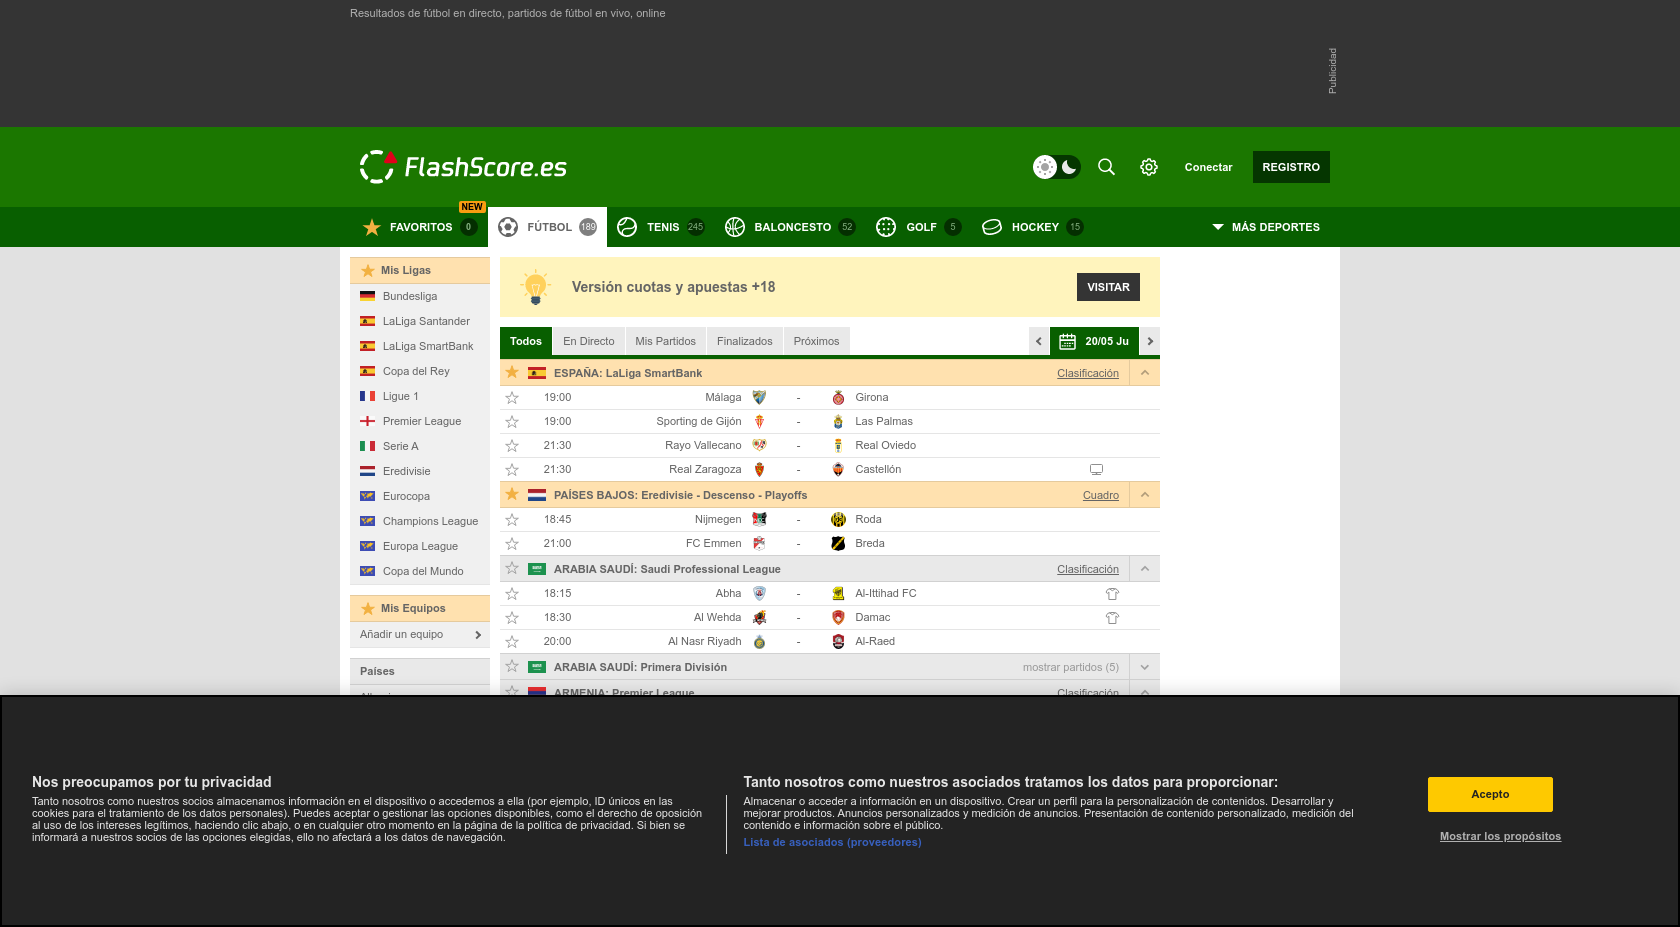 Resultados de fútbol en directo, partidos de fútbol en vivo, online
Publicidad
FlashScore.es
Conectar
REGISTRO
FAVORITOS 0
NEW
FÚTBOL 189
TENIS 245
BALONCESTO 52
GOLF 5
HOCKEY 15
MÁS DEPORTES
Mis Ligas
Bundesliga
LaLiga Santander
LaLiga SmartBank
Copa del Rey
Ligue 1
Premier League
Serie A
Eredivisie
Eurocopa
Champions League
Europa League
Copa del Mundo
Mis Equipos
Añadir un equipo
Países
Versión cuotas y apuestas +18
VISITAR
Todos
En Directo
Mis Partidos
Finalizados
Próximos
20/05 Ju
ESPAÑA: LaLiga SmartBank Clasificación
19:00 Málaga - Girona
19:00 Sporting de Gijón - Las Palmas
21:30 Rayo Vallecano - Real Oviedo
21:30 Real Zaragoza - Castellón
PAÍSES BAJOS: Eredivisie - Descenso - Playoffs Cuadro
18:45 Nijmegen - Roda
21:00 FC Emmen - Breda
ARABIA SAUDÍ: Saudi Professional League Clasificación
18:15 Abha - Al-Ittihad FC
18:30 Al Wehda - Damac
20:00 Al Nasr Riyadh - Al-Raed
ARABIA SAUDÍ: Primera División mostrar partidos (5)
ARMENIA: Premier League Clasificación
Nos preocupamos por tu privacidad
Tanto nosotros como nuestros socios almacenamos información en el dispositivo o accedemos a ella (por ejemplo, ID únicos en las
cookies para el tratamiento de los datos personales). Puedes aceptar o gestionar las opciones disponibles, como el derecho de oposición
al uso de los intereses legítimos, haciendo clic abajo, o en cualquier otro momento en la página de la política de privacidad. Si bien se
informará a nuestros socios de las opciones elegidas, ello no afectará a los datos de navegación.
Tanto nosotros como nuestros asociados tratamos los datos para proporcionar:
Almacenar o acceder a información en un dispositivo. Crear un perfil para la personalización de contenidos. Desarrollar y
mejorar productos. Anuncios personalizados y medición de anuncios. Presentación de contenido personalizado, medición del
contenido e información sobre el público.
Lista de asociados (proveedores)
Acepto
Mostrar los propósitos